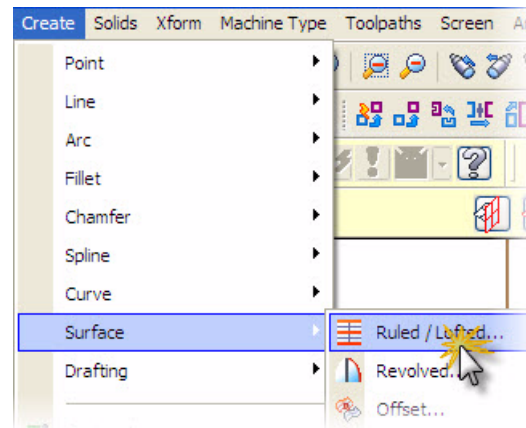 Create Solids Xform Machine Type Toolpaths Screen
Point
Line
Arc
Fillet
Chamfer
Spline
Curve
Surface
Ruled / Lofted...
Drafting
Revolved...
Offset...